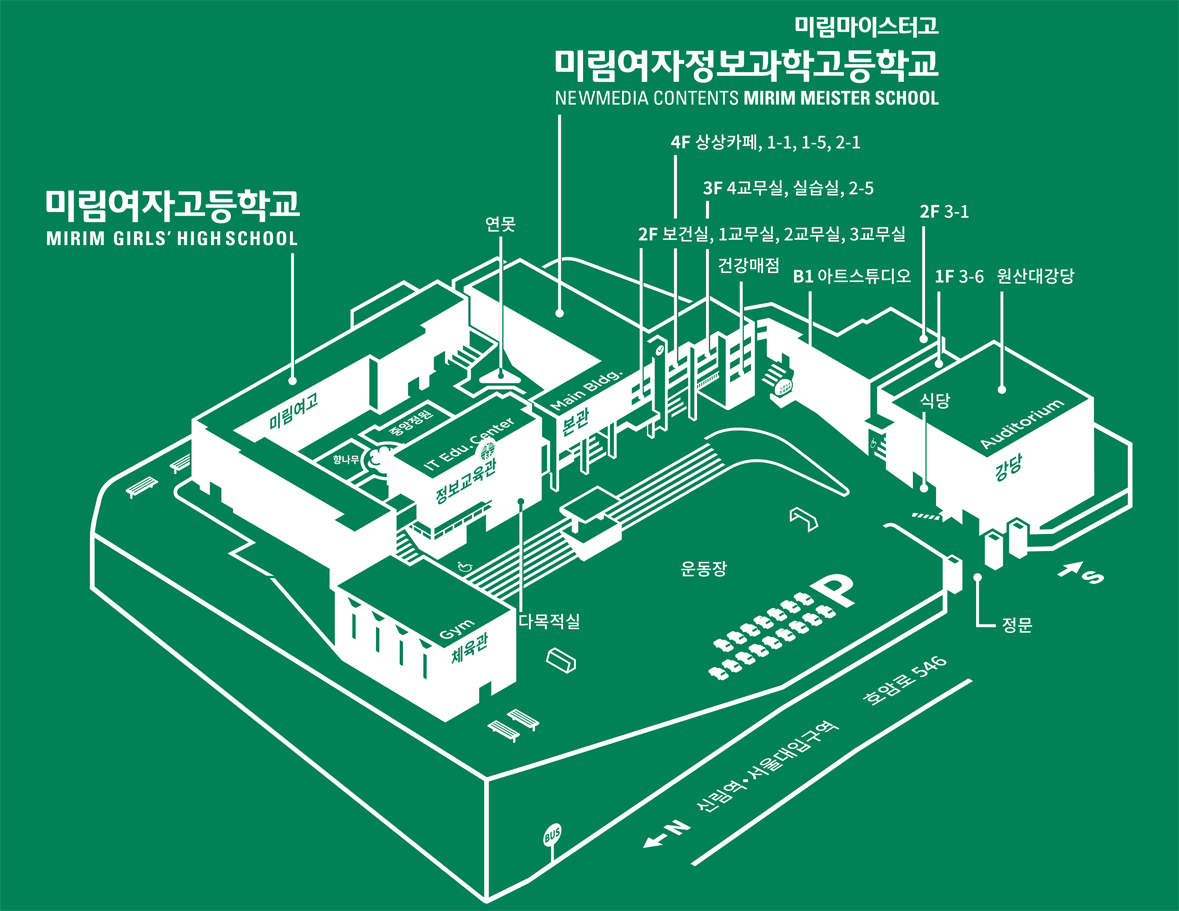 미림마이스터고
미림여자정보과학고등학교
NEWMEDIA CONTENTS MIRIM MEISTER SCHOOL
4F 상상카페, 1-1, 1-5, 2-1
미림여자고등학교
MIRIM GIRLS' HIGH SCHOOL
3F 4교무실, 실습실, 2-5
연못
2F 보건실, 1교무실, 2교무실, 3교무실
2F 3-1
건강매점
B1 아트스튜디오
1F 3-6
원산대강당
미림여고
중앙정원
향나무
IT Edu. Center
정보교육관
Main Bldg.
본관
식당
Auditorium
강당
운동장
P
다목적실
Gym
체육관
정문
S
호암로 546
신림역·서울대입구역
N
BUS